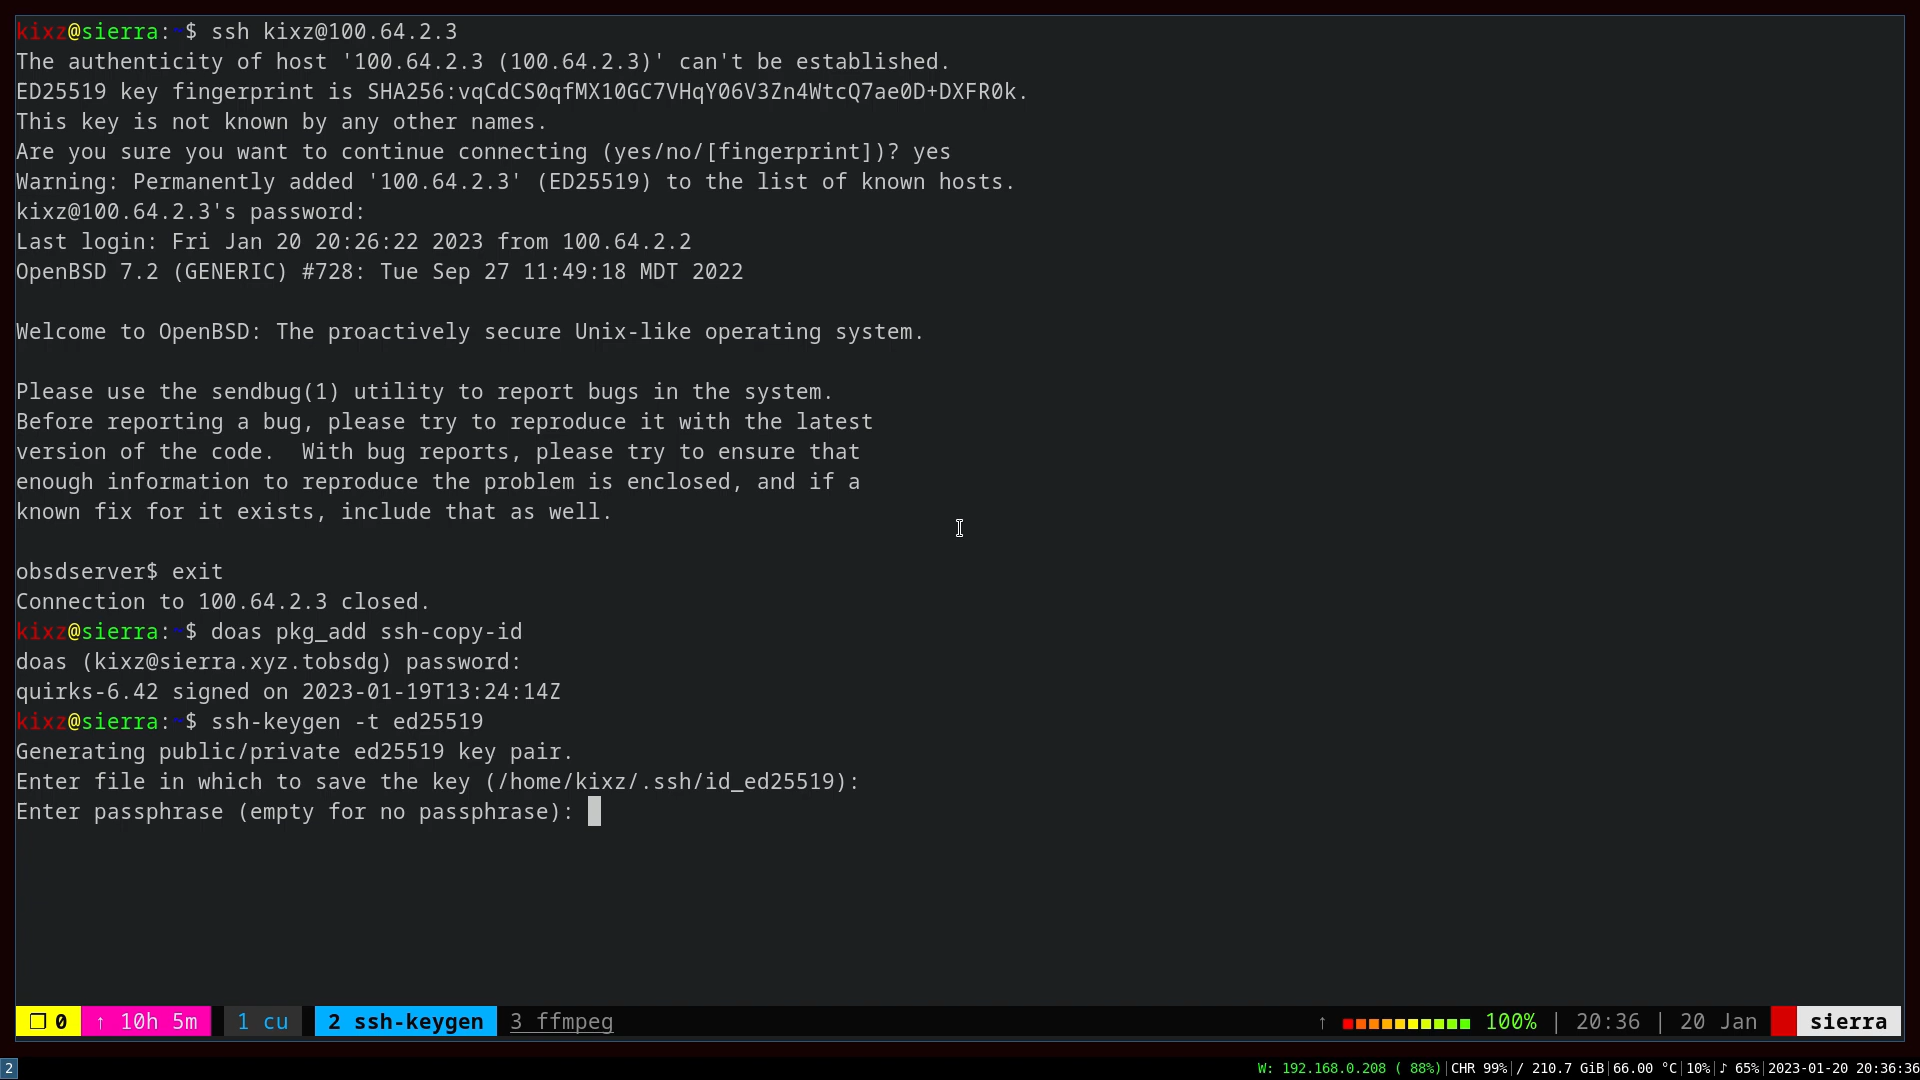 kixz@sierra:~$ ssh kixz@100.64.2.3
The authenticity of host '100.64.2.3 (100.64.2.3)' can't be established.
ED25519 key fingerprint is SHA256:vqCdCS0qfMX10GC7VHqY06V3Zn4WtcQ7ae0D+DXFR0k.
This key is not known by any other names.
Are you sure you want to continue connecting (yes/no/[fingerprint])? yes
Warning: Permanently added '100.64.2.3' (ED25519) to the list of known hosts.
kixz@100.64.2.3's password:
Last login: Fri Jan 20 20:26:22 2023 from 100.64.2.2
OpenBSD 7.2 (GENERIC) #728: Tue Sep 27 11:49:18 MDT 2022
Welcome to OpenBSD: The proactively secure Unix-like operating system.
Please use the sendbug(1) utility to report bugs in the system.
Before reporting a bug, please try to reproduce it with the latest
version of the code.  With bug reports, please try to ensure that
enough information to reproduce the problem is enclosed, and if a
known fix for it exists, include that as well.
obsdserver$ exit
Connection to 100.64.2.3 closed.
kixz@sierra:~$ doas pkg_add ssh-copy-id
doas (kixz@sierra.xyz.tobsdg) password:
quirks-6.42 signed on 2023-01-19T13:24:14Z
kixz@sierra:~$ ssh-keygen -t ed25519
Generating public/private ed25519 key pair.
Enter file in which to save the key (/home/kixz/.ssh/id_ed25519):
Enter passphrase (empty for no passphrase):
❐ 0 ↑ 10h 5m 1 cu 2 ssh-keygen 3 ffmpeg ↑ 100% | 20:36 | 20 Jan sierra
2 W: 192.168.0.208 ( 88%)|CHR 99%|/ 210.7 GiB|66.00 °C|10%|♪ 65%|2023-01-20 20:36:36